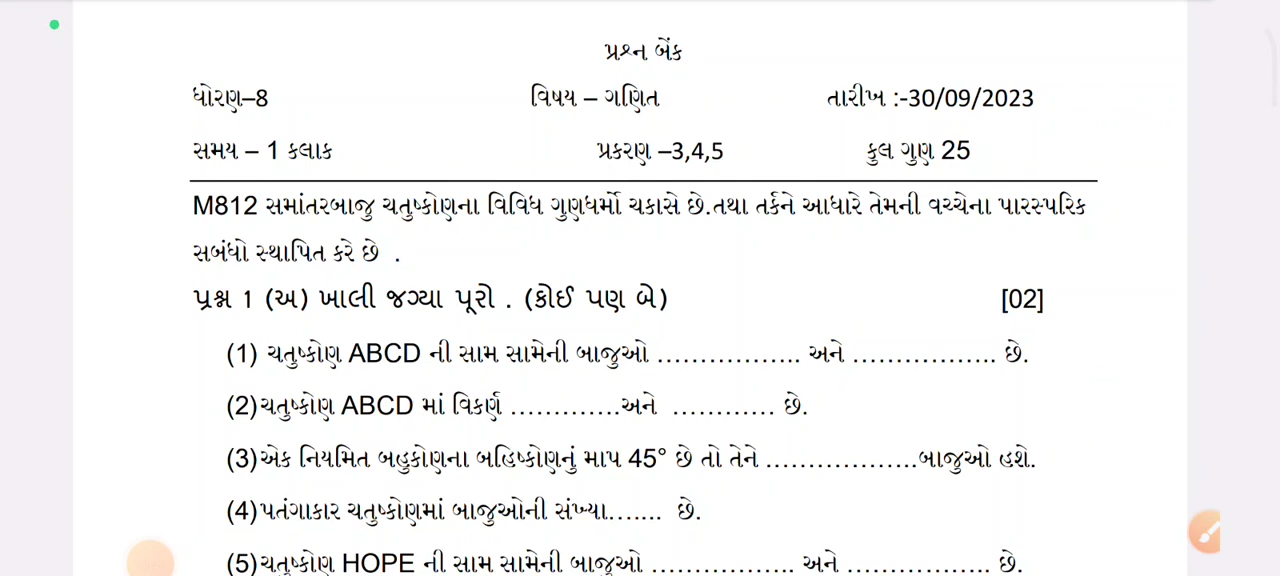 પ્રશ્ન બેંક
ધોરણ–8 વિષય – ગણિત તારીખ :-30/09/2023
સમય – 1 કલાક પ્રકરણ –3,4,5 કુલ ગુણ 25
M812 સમાંતરબાજુ ચતુષ્કોણના વિવિધ ગુણધર્મો ચકાસે છે.તથા તર્કને આધારે તેમની વચ્ચેના પારસ્પરિક
સબંધો સ્થાપિત કરે છે .
પ્રશ્ન 1 (અ) ખાલી જગ્યા પૂરો . (કોઈ પણ બે) [02]
(1) ચતુષ્કોણ ABCD ની સામ સામેની બાજુઓ ................. અને ................. છે.
(2)ચતુષ્કોણ ABCD માં વિકર્ણ .............અને ............ છે.
(3)એક નિયમિત બહુકોણના બહિષ્કોણનું માપ 45° છે તો તેને ..................બાજુઓ હશે.
(4)પતંગાકાર ચતુષ્કોણમાં બાજુઓની સંખ્યા....... છે.
(5)ચતુષ્કોણ HOPE ની સામ સામેની બાજુઓ ................. અને ................. છે.